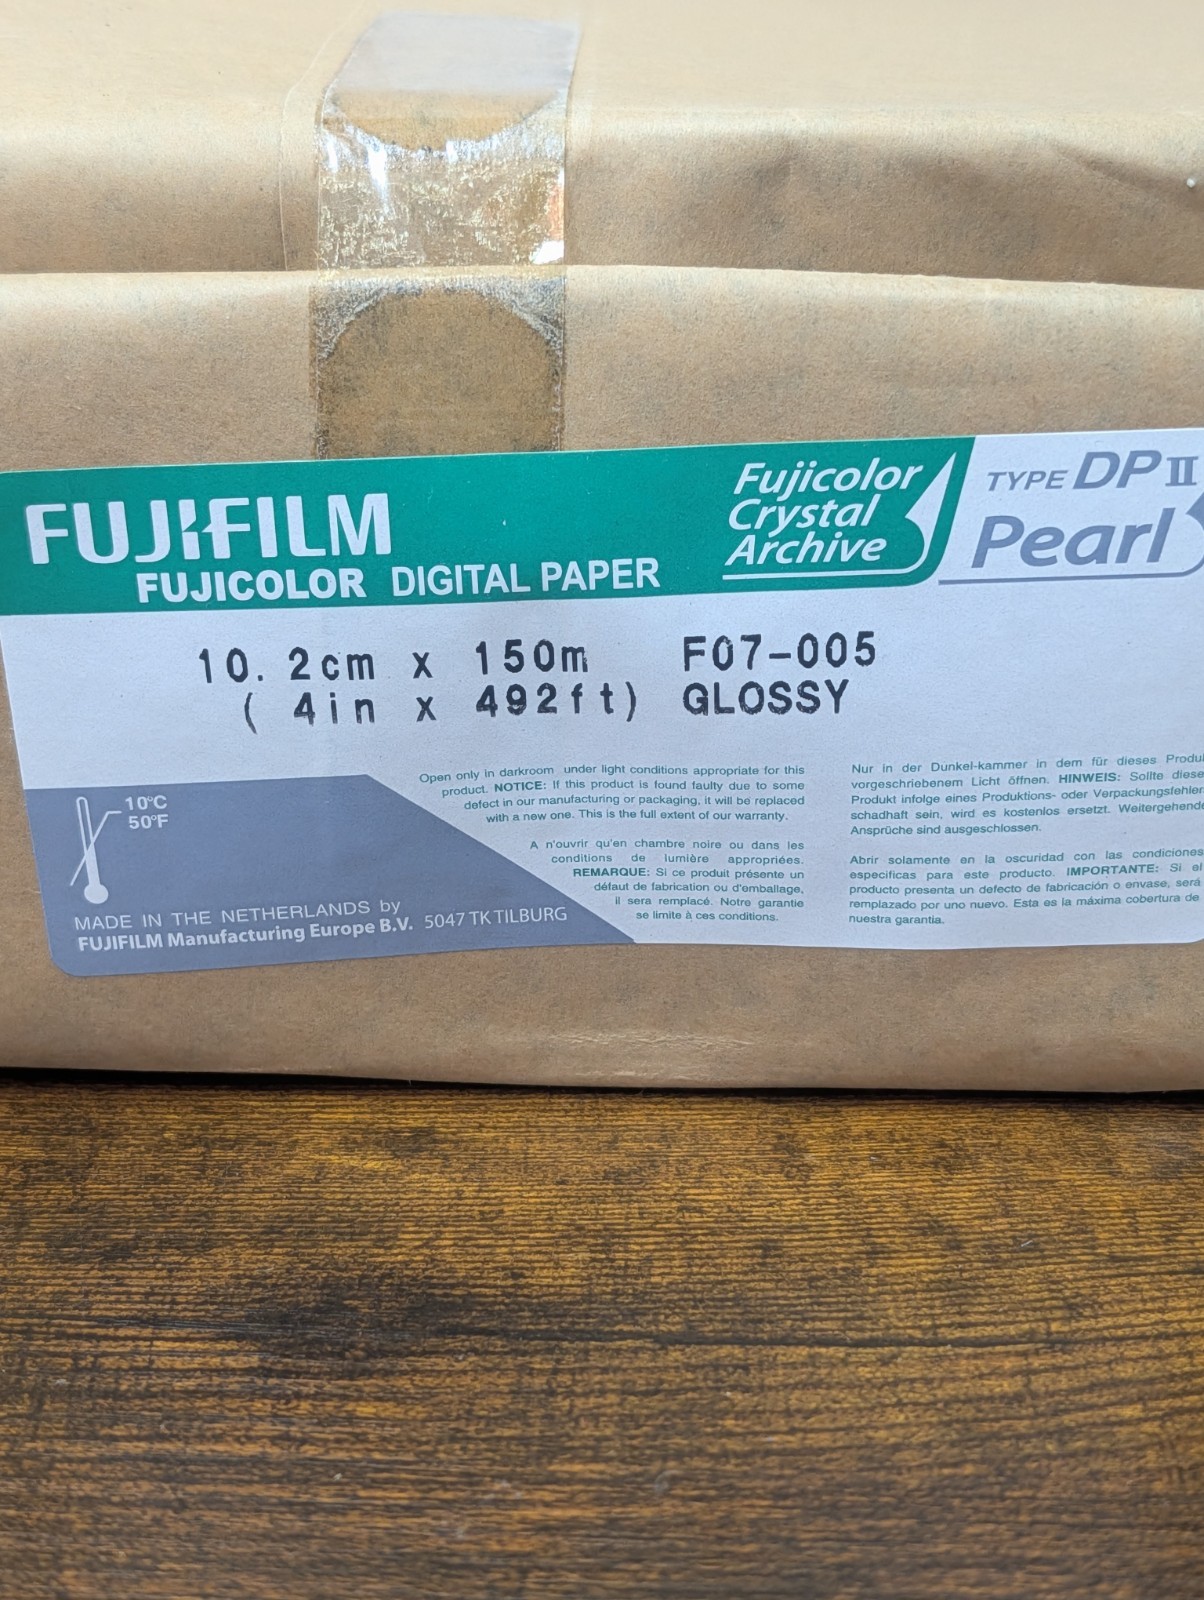 FUJIFILM
FUJICOLOR DIGITAL PAPER
Fujicolor
Crystal
Archive
TYPE DP II
Pearl
10.2cm x 150m F07-005
( 4in x 492ft) GLOSSY
Open only in darkroom under light conditions appropriate for this
product. NOTICE: If this product is found faulty due to some
defect in our manufacturing or packaging, it will be replaced
with a new one. This is the full extent of our warranty.
A n'ouvrir qu'en chambre noire ou dans les
conditions de lumière appropriées.
REMARQUE: Si ce produit présente un
défaut de fabrication ou d'emballage,
il sera remplacé. Notre garantie
se limite à ces conditions.
Nur in der Dunkel-kammer in dem für dieses Produ
vorgeschriebenem Licht öffnen. HINWEIS: Sollte diese
Produkt infolge eines Produktions- oder Verpackungsfehler
schadhaft sein, wird es kostenlos ersetzt. Weitergehende
Ansprüche sind ausgeschlossen.
Abrir solamente en la oscuridad con las condiciones
especificas para este producto. IMPORTANTE: Si el
producto presenta un defecto de fabricación o envase, será
remplazado por uno nuevo. Esta es la máxima cobertura de
nuestra garantia.
10°C
50°F
MADE IN THE NETHERLANDS by
FUJIFILM Manufacturing Europe B.V. 5047 TK TILBURG